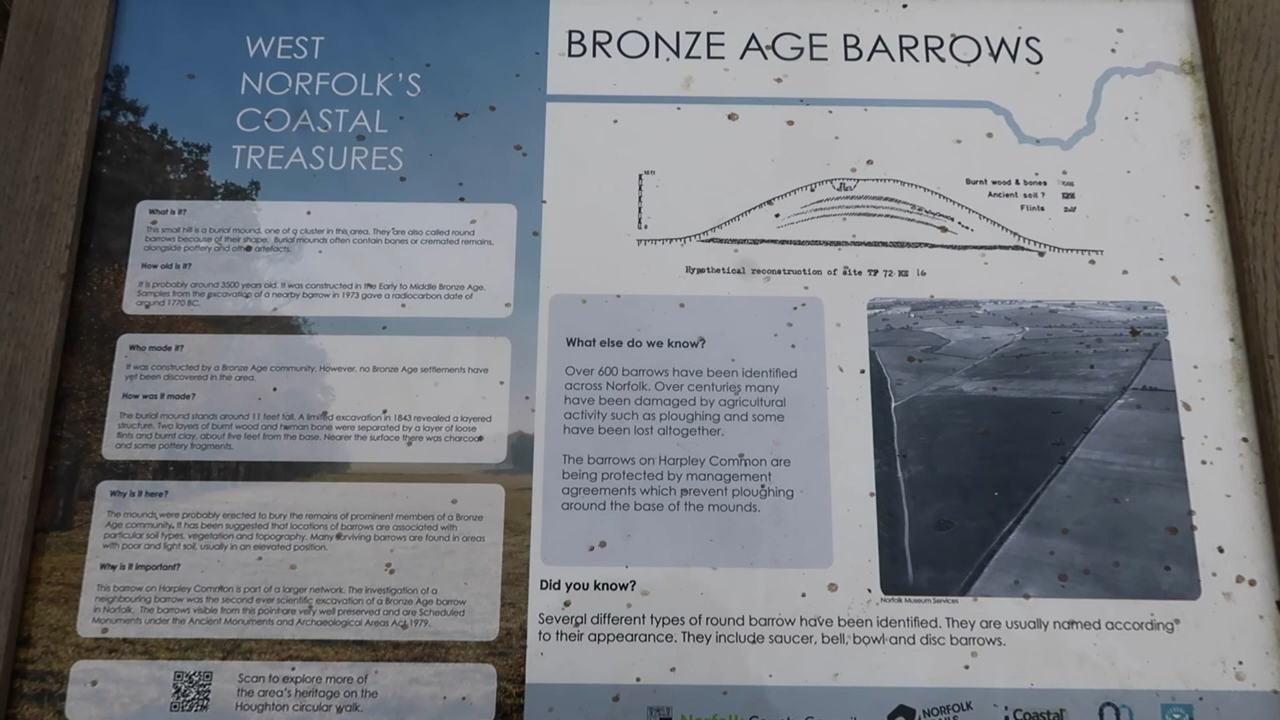 WEST
NORFOLK'S
COASTAL
TREASURES
What is it?
This small hill is a burial mound, one of a cluster in this area. They are also called round
barrows because of their shape. Burial mounds often contain bones or cremated remains,
alongside pottery and other artefacts.
How old is it?
It is probably around 3500 years old. It was constructed in the Early to Middle Bronze Age.
Samples from the excavation of a nearby barrow in 1973 gave a radiocarbon date of
around 1770 BC.
Who made it?
It was constructed by a Bronze Age community. However, no Bronze Age settlements have
yet been discovered in the area.
How was it made?
The burial mound stands around 11 feet tall. A limited excavation in 1843 revealed a layered
structure. Two layers of burnt wood and human bone were separated by a layer of loose
flints and burnt clay, about five feet from the base. Nearer the surface there was charcoal
and some pottery fragments.
Why is it here?
The mounds were probably erected to bury the remains of prominent members of a Bronze
Age community. It has been suggested that locations of barrows are associated with
particular soil types, vegetation and topography. Many surviving barrows are found in areas
with poor and light soil, usually in an elevated position.
Why is it important?
This barrow on Harpley Common is part of a larger network. The investigation of a
neighbouring barrow was the second ever scientific excavation of a Bronze Age barrow
in Norfolk. The barrows visible from this point are very well preserved and are Scheduled
Monuments under the Ancient Monuments and Archaeological Areas Act 1979.
Scan to explore more of
the area's heritage on the
Houghton circular walk.
BRONZE AGE BARROWS
10ft
0
Burnt wood & bones
Ancient soil?
Flints
Hypothetical reconstruction of site TF 72 NE 16
What else do we know?
Over 600 barrows have been identified
across Norfolk. Over centuries many
have been damaged by agricultural
activity such as ploughing and some
have been lost altogether.
The barrows on Harpley Common are
being protected by management
agreements which prevent ploughing
around the base of the mounds.
Norfolk Museum Services
Did you know?
Several different types of round barrow have been identified. They are usually named according
to their appearance. They include saucer, bell, bowl and disc barrows.
Norfolk County Council
NORFOLK
Coastal